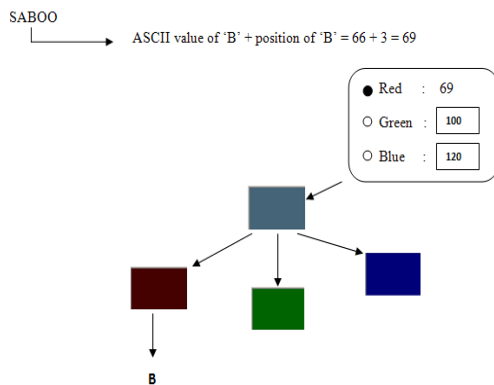 SABOO
ASCII value of ‘B’ + position of ‘B’ = 66 + 3 = 69
Red : 69
Green : 100
Blue : 120
B